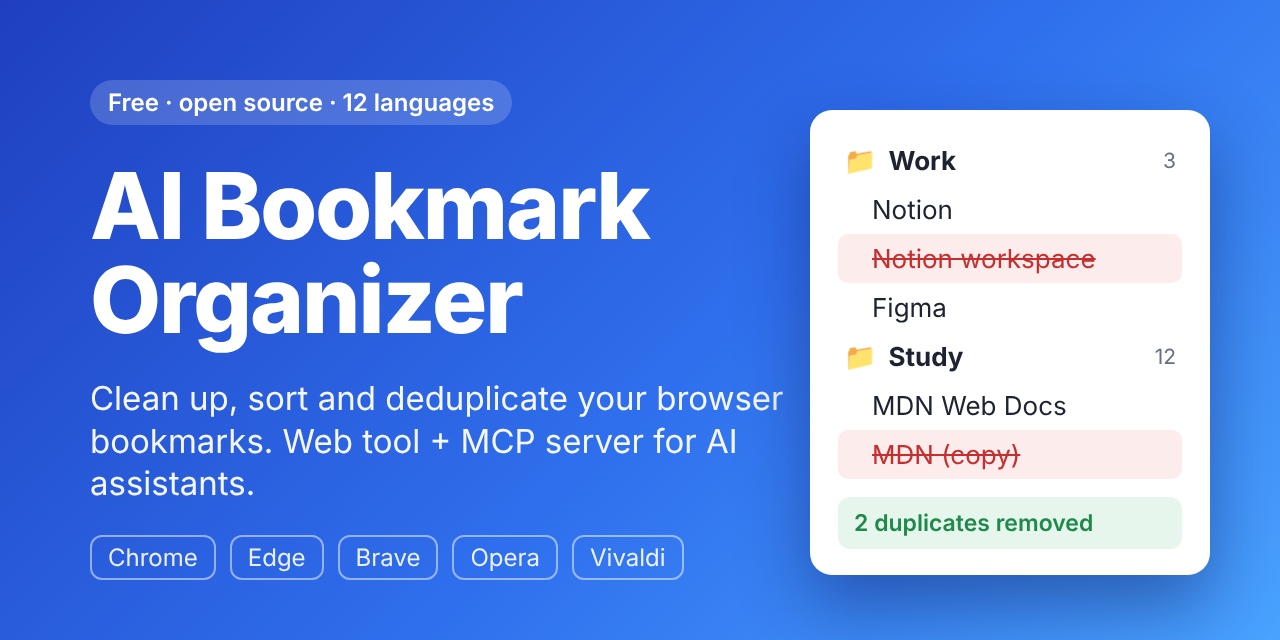 Free · open source · 12 languages
AI Bookmark
Organizer
Clean up, sort and deduplicate your browser
bookmarks. Web tool + MCP server for AI
assistants.
Chrome Edge Brave Opera Vivaldi
Work 3
Notion
Notion workspace
Figma
Study 12
MDN Web Docs
MDN (copy)
2 duplicates removed